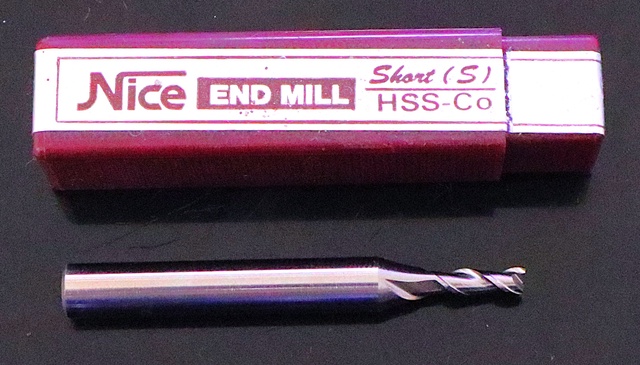 Nice END MILL Short (S)
HSS-Co